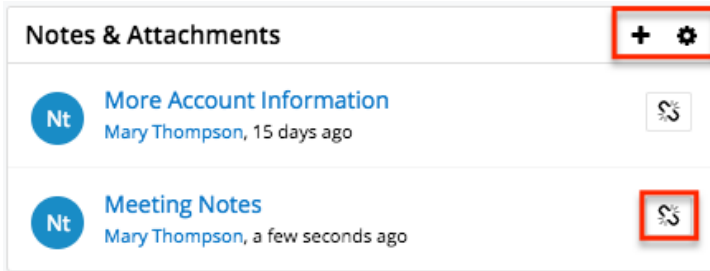 Notes & Attachments
Nt
More Account Information
Mary Thompson, 15 days ago
Nt
Meeting Notes
Mary Thompson, a few seconds ago